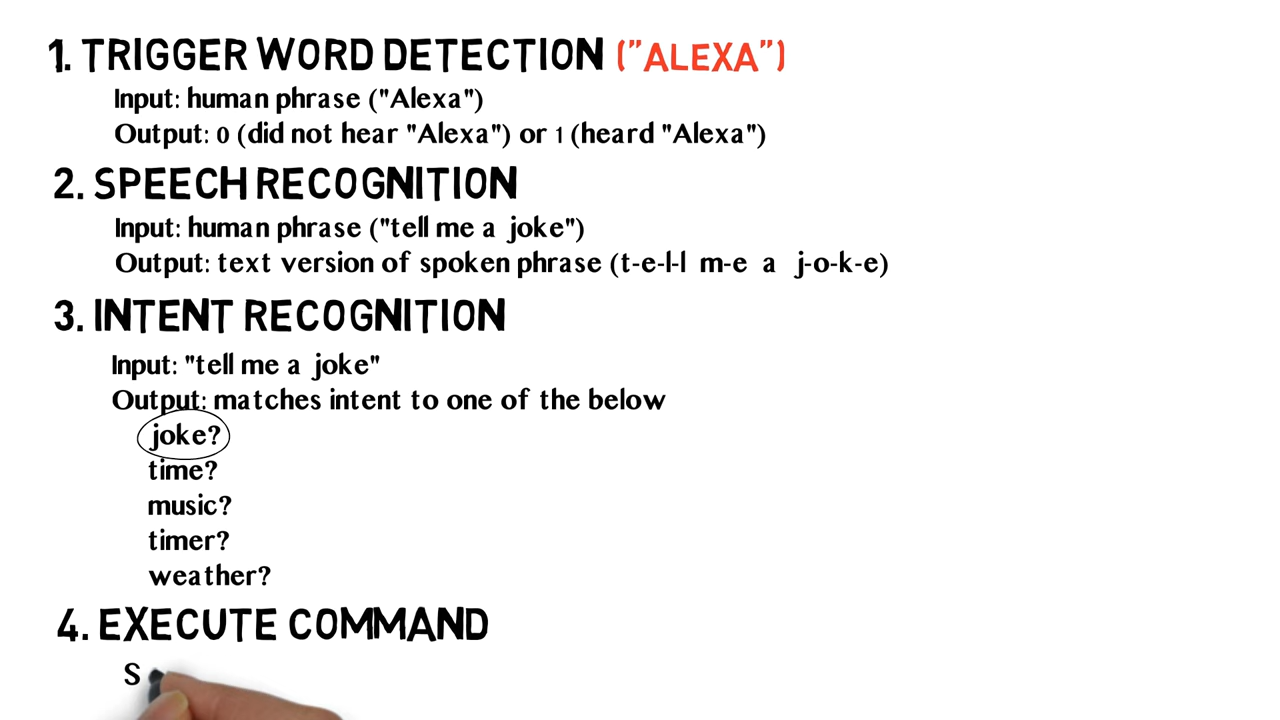 1. TRIGGER WORD DETECTION ("ALEXA")
Input: human phrase ("Alexa")
Output: 0 (did not hear "Alexa") or 1 (heard "Alexa")
2. SPEECH RECOGNITION
Input: human phrase ("tell me a joke")
Output: text version of spoken phrase (t-e-l-l m-e a j-o-k-e)
3. INTENT RECOGNITION
Input: "tell me a joke"
Output: matches intent to one of the below
joke?
time?
music?
timer?
weather?
4. EXECUTE COMMAND
S